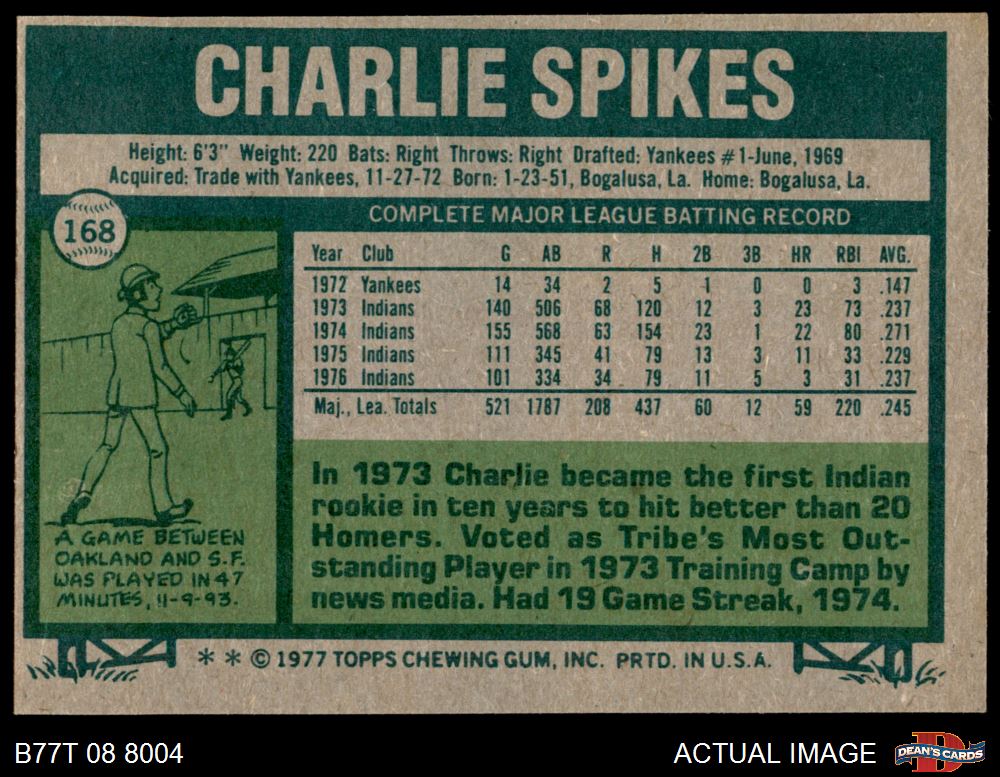 CHARLIE SPIKES
Height: 6'3" Weight: 220 Bats: Right Throws: Right Drafted: Yankees #1-June, 1969
Acquired: Trade with Yankees, 11-27-72 Born: 1-23-51, Bogalusa, La. Home: Bogalusa, La.
168
COMPLETE MAJOR LEAGUE BATTING RECORD
Year Club G AB R H 2B 3B HR RBI AVG.
1972 Yankees 14 34 2 5 1 0 0 3 .147
1973 Indians 140 506 68 120 12 3 23 73 .237
1974 Indians 155 568 63 154 23 1 22 80 .271
1975 Indians 111 345 41 79 13 3 11 33 .229
1976 Indians 101 334 34 79 11 5 3 31 .237
Maj., Lea. Totals 521 1787 208 437 60 12 59 220 .245
A GAME BETWEEN
OAKLAND AND S.F.
WAS PLAYED IN 47
MINUTES, 11-9-93.
In 1973 Charlie became the first Indian
rookie in ten years to hit better than 20
Homers. Voted as Tribe's Most Out-
standing Player in 1973 Training Camp by
news media. Had 19 Game Streak, 1974.
* * © 1977 TOPPS CHEWING GUM, INC. PRTD. IN U.S.A.
B77T 08 8004
ACTUAL IMAGE
B
DEAN'S CARDS